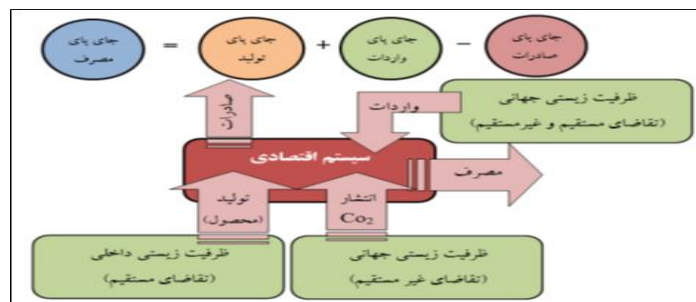 جای پای
مصرف
=
جای پای
تولید
+
جای پای
واردات
−
جای پای
صادرات
صادرات
واردات
ظرفیت زیستی جهانی
(تقاضای مستقیم و غیرمستقیم)
سیستم اقتصادی
مصرف
تولید
(محصول)
انتشار
Co₂
ظرفیت زیستی داخلی
(تقاضای مستقیم)
ظرفیت زیستی جهانی
(تقاضای غیر مستقیم)